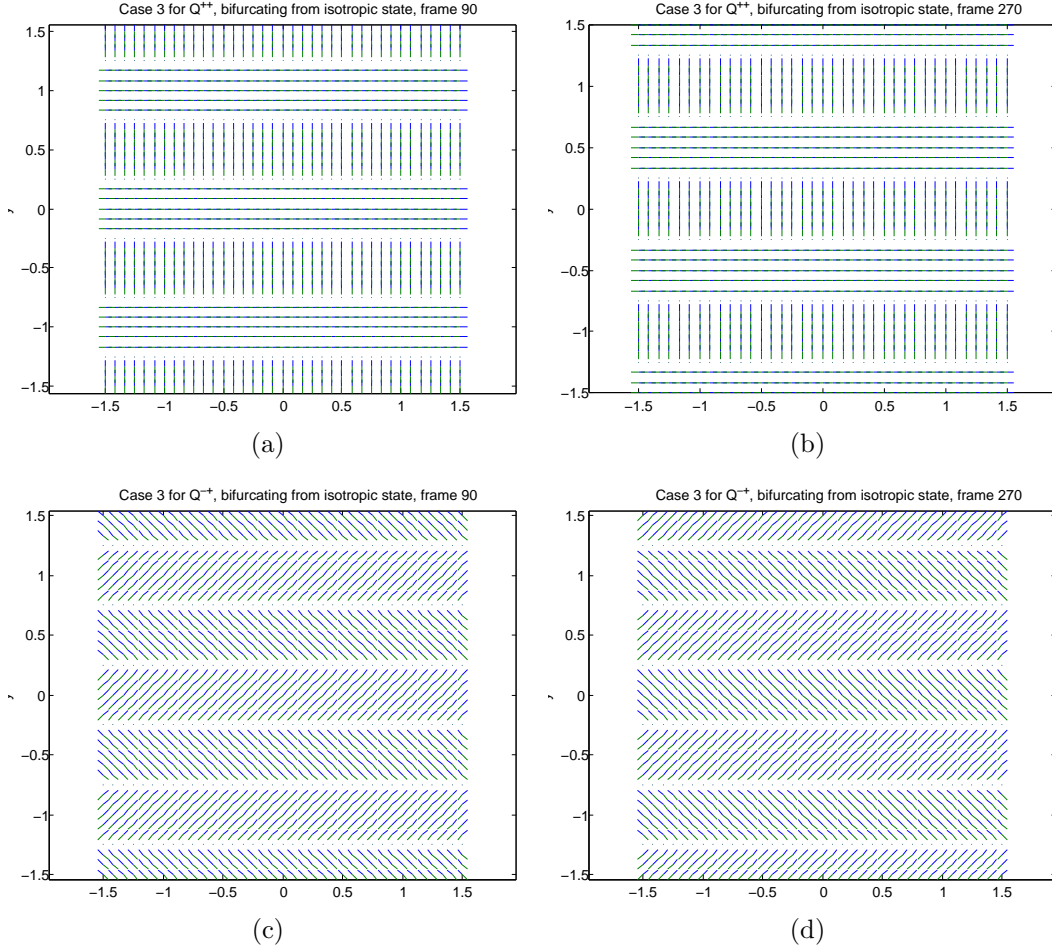 Case 3 for Q++, bifurcating from isotropic state, frame 90
Case 3 for Q++, bifurcating from isotropic state, frame 270
1.5
1
0.5
0
−0.5
−1
−1.5
−1.5 −1 −0.5 0 0.5 1 1.5
(a)
1.5
1
0.5
0
−0.5
−1
−1.5
−1.5 −1 −0.5 0 0.5 1 1.5
(b)
Case 3 for Q−+, bifurcating from isotropic state, frame 90
Case 3 for Q−+, bifurcating from isotropic state, frame 270
1.5
1
0.5
0
−0.5
−1
−1.5
−1.5 −1 −0.5 0 0.5 1 1.5
(c)
1.5
1
0.5
0
−0.5
−1
−1.5
−1.5 −1 −0.5 0 0.5 1 1.5
(d)